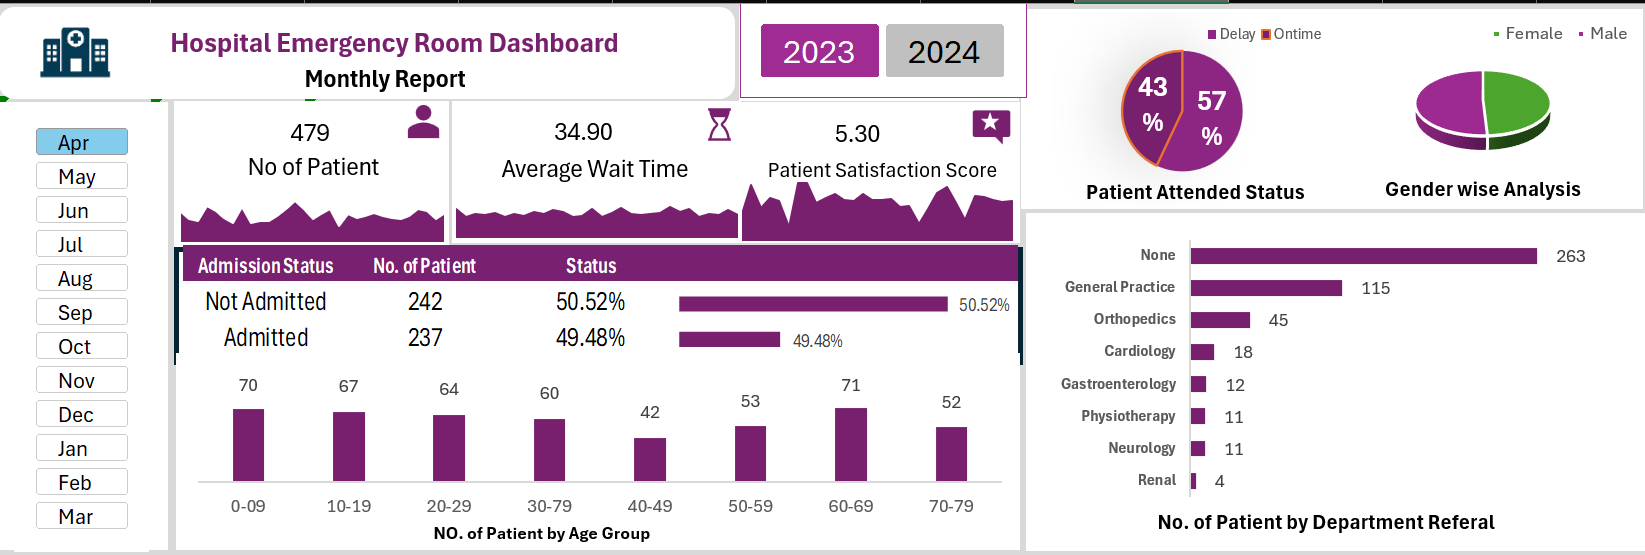 Hospital Emergency Room Dashboard
Monthly Report
2023
2024
Apr
May
Jun
Jul
Aug
Sep
Oct
Nov
Dec
Jan
Feb
Mar
479
No of Patient
34.90
Average Wait Time
5.30
Patient Satisfaction Score
Delay Ontime
43 %
57 %
Patient Attended Status
Female Male
Gender wise Analysis
Admission Status No. of Patient Status
Not Admitted 242 50.52% 50.52%
Admitted 237 49.48% 49.48%
70 67 64 60 42 53 71 52
0-09 10-19 20-29 30-79 40-49 50-59 60-69 70-79
NO. of Patient by Age Group
None 263
General Practice 115
Orthopedics 45
Cardiology 18
Gastroenterology 12
Physiotherapy 11
Neurology 11
Renal 4
No. of Patient by Department Referal